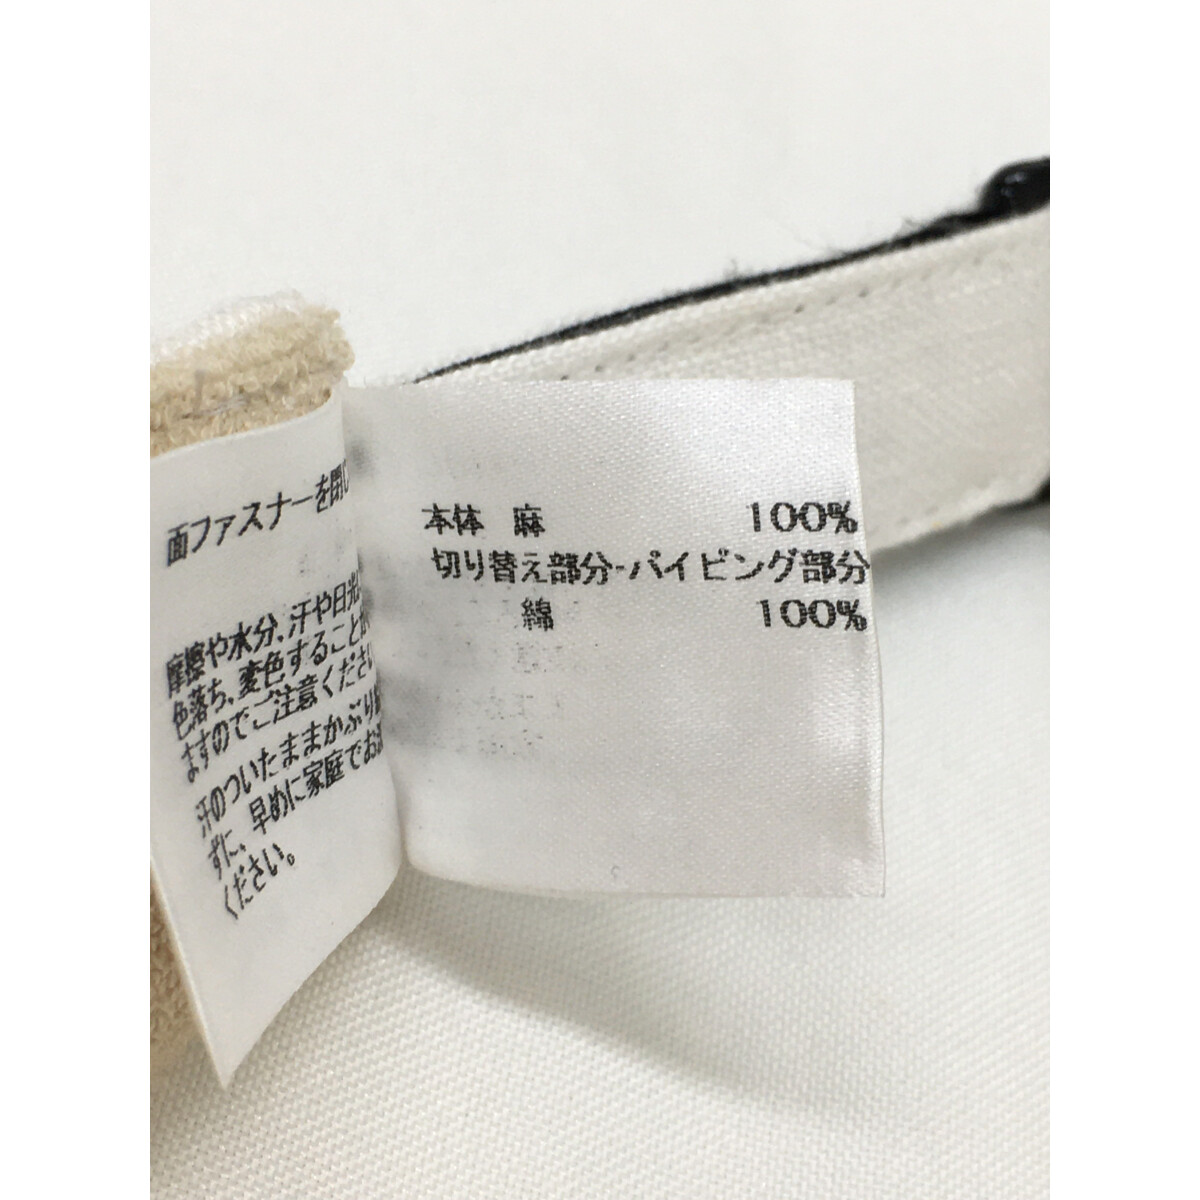 面ファスナーを閉じ
摩擦や水分、汗や日光
色落ち、変色することが
ますのでご注意ください
汗のついたままかぶり
ずに、早めに家庭でお
ください。
本体 麻 100%
切り替え部分-パイピング部分
綿 100%